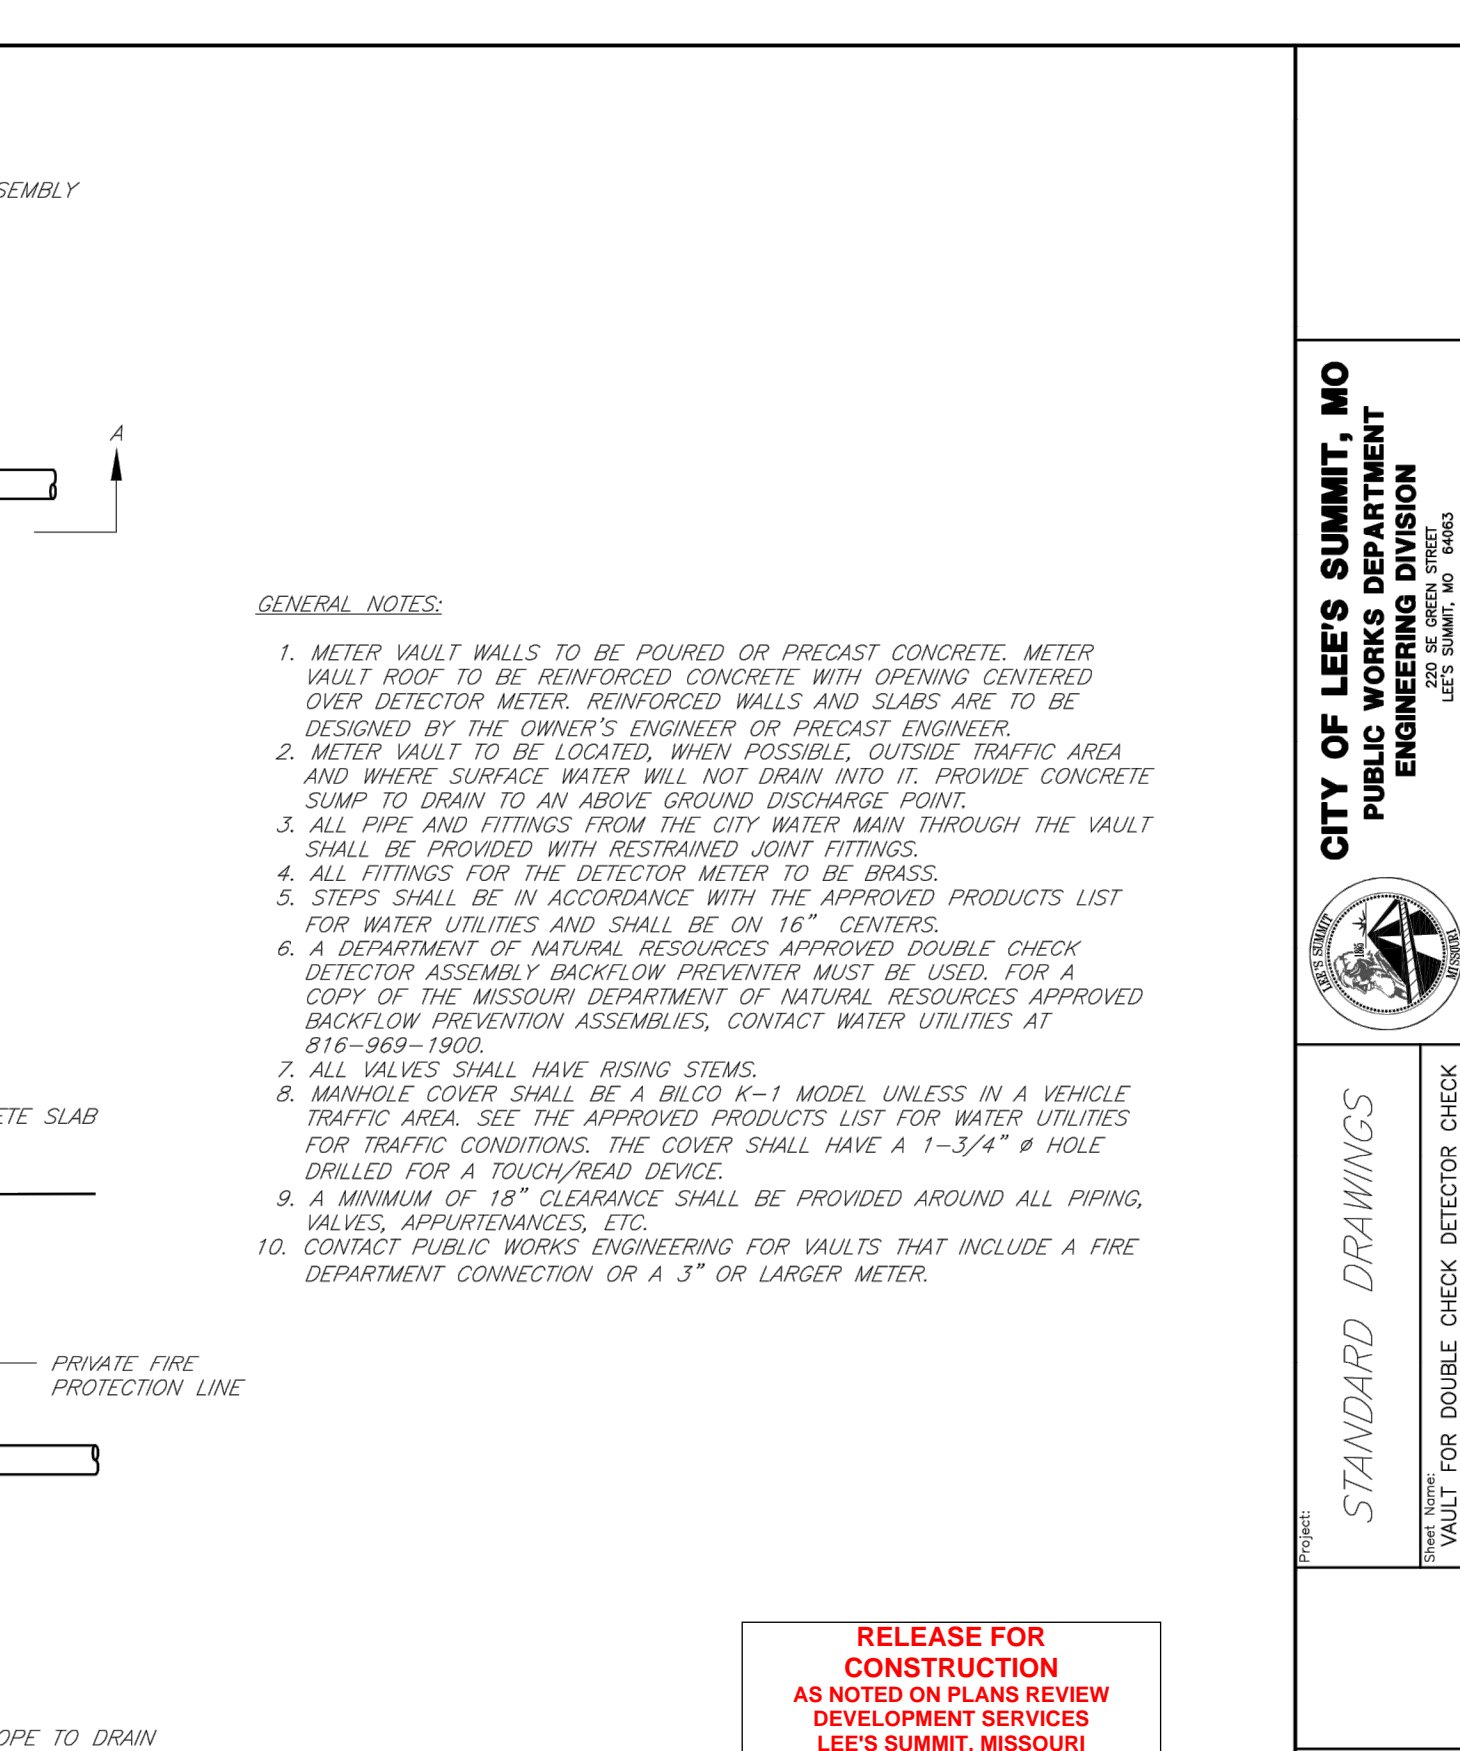 SEMBLY
A
GENERAL NOTES:
1. METER VAULT WALLS TO BE POURED OR PRECAST CONCRETE. METER
VAULT ROOF TO BE REINFORCED CONCRETE WITH OPENING CENTERED
OVER DETECTOR METER. REINFORCED WALLS AND SLABS ARE TO BE
DESIGNED BY THE OWNER'S ENGINEER OR PRECAST ENGINEER.
2. METER VAULT TO BE LOCATED, WHEN POSSIBLE, OUTSIDE TRAFFIC AREA
AND WHERE SURFACE WATER WILL NOT DRAIN INTO IT. PROVIDE CONCRETE
SUMP TO DRAIN TO AN ABOVE GROUND DISCHARGE POINT.
3. ALL PIPE AND FITTINGS FROM THE CITY WATER MAIN THROUGH THE VAULT
SHALL BE PROVIDED WITH RESTRAINED JOINT FITTINGS.
4. ALL FITTINGS FOR THE DETECTOR METER TO BE BRASS.
5. STEPS SHALL BE IN ACCORDANCE WITH THE APPROVED PRODUCTS LIST
FOR WATER UTILITIES AND SHALL BE ON 16" CENTERS.
6. A DEPARTMENT OF NATURAL RESOURCES APPROVED DOUBLE CHECK
DETECTOR ASSEMBLY BACKFLOW PREVENTER MUST BE USED. FOR A
COPY OF THE MISSOURI DEPARTMENT OF NATURAL RESOURCES APPROVED
BACKFLOW PREVENTION ASSEMBLIES, CONTACT WATER UTILITIES AT
816-969-1900.
7. ALL VALVES SHALL HAVE RISING STEMS.
8. MANHOLE COVER SHALL BE A BILCO K-1 MODEL UNLESS IN A VEHICLE
TRAFFIC AREA. SEE THE APPROVED PRODUCTS LIST FOR WATER UTILITIES
FOR TRAFFIC CONDITIONS. THE COVER SHALL HAVE A 1-3/4" ø HOLE
DRILLED FOR A TOUCH/READ DEVICE.
9. A MINIMUM OF 18" CLEARANCE SHALL BE PROVIDED AROUND ALL PIPING,
VALVES, APPURTENANCES, ETC.
10. CONTACT PUBLIC WORKS ENGINEERING FOR VAULTS THAT INCLUDE A FIRE
DEPARTMENT CONNECTION OR A 3" OR LARGER METER.
ETE SLAB
PRIVATE FIRE
PROTECTION LINE
OPE TO DRAIN
RELEASE FOR
CONSTRUCTION
AS NOTED ON PLANS REVIEW
DEVELOPMENT SERVICES
LEE'S SUMMIT, MISSOURI
CITY OF LEE'S SUMMIT, MO
PUBLIC WORKS DEPARTMENT
ENGINEERING DIVISION
220 SE GREEN STREET
LEE'S SUMMIT, MO 64063
LEE'S SUMMIT
1865
MISSOURI
Project:
STANDARD DRAWINGS
Sheet Name:
VAULT FOR DOUBLE CHECK DETECTOR CHECK